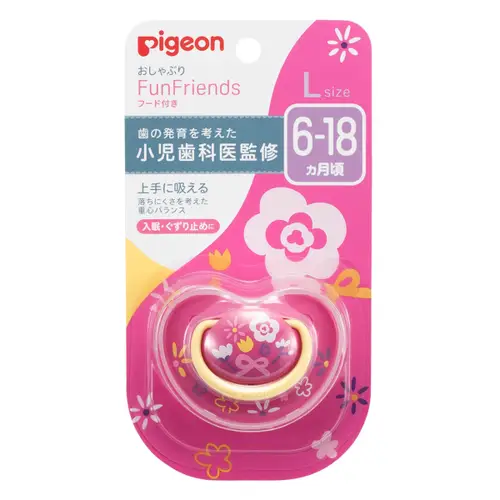 pigeon
おしゃぶり
FunFriends
フード付き
L size
歯の発育を考えた
小児歯科医監修
6-18
ヵ月頃
上手に吸える
落ちにくさを考えた
重心バランス
入眠・ぐずり止めに